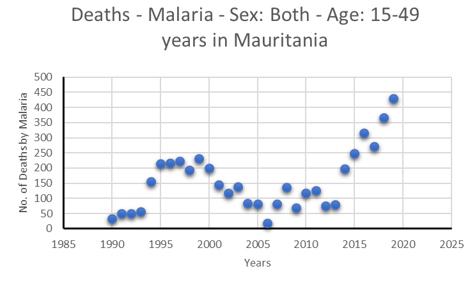 Deaths - Malaria - Sex: Both - Age: 15-49
years in Mauritania
No. of Deaths by Malaria
500
450
400
350
300
250
200
150
100
50
0
1985 1990 1995 2000 2005 2010 2015 2020 2025
Years